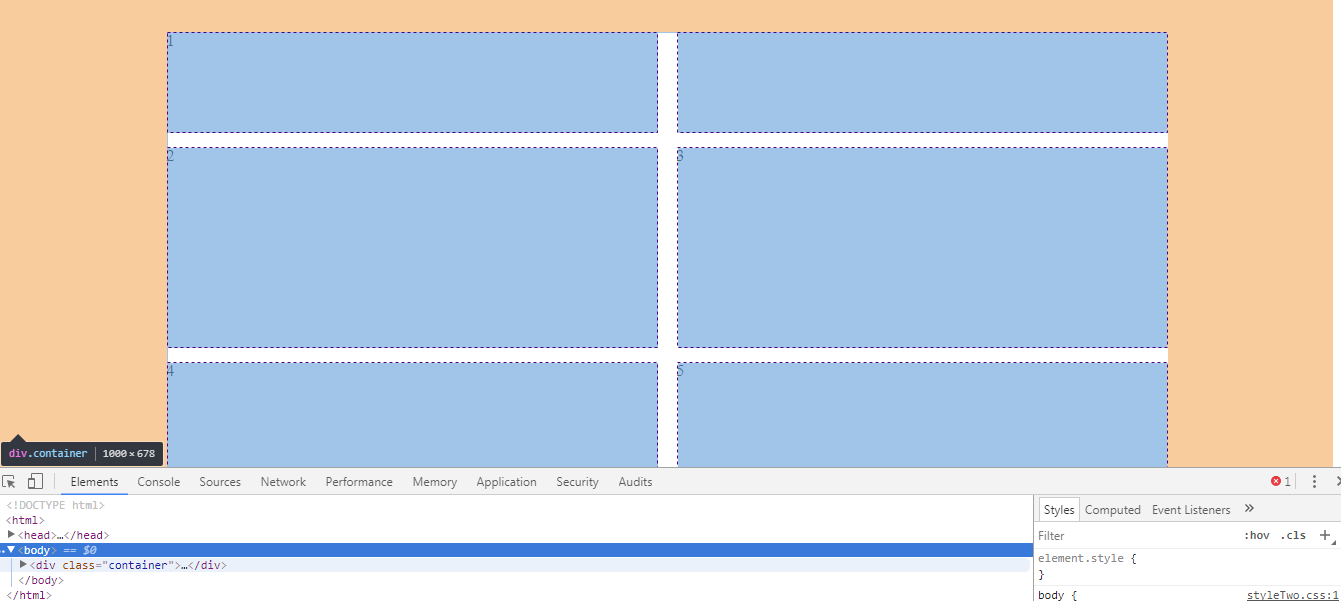 1
2 3
4 5
div.container 1000 × 678
Elements Console Sources Network Performance Memory Application Security Audits 1
<!DOCTYPE html>
<html>
<head>…</head>
<body> == $0
<div class="container">…</div>
</body>
</html>
Styles Computed Event Listeners »
Filter :hov .cls +
element.style {
}
body { styleTwo.css:1